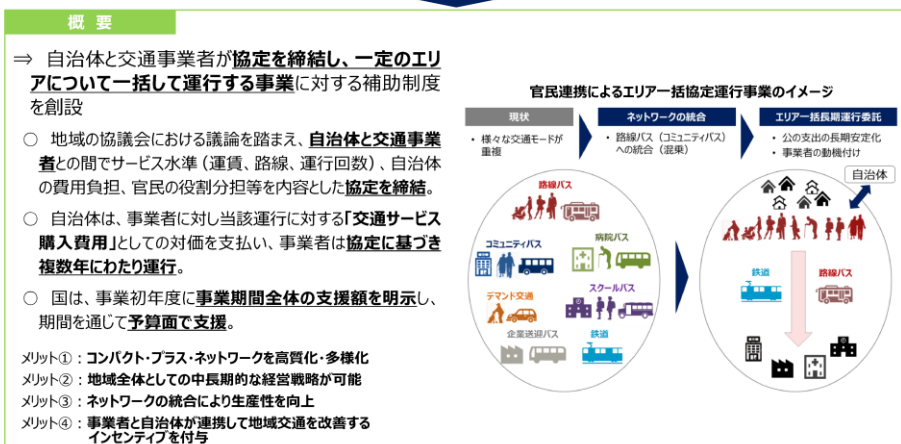 概 要
⇒ 自治体と交通事業者が協定を締結し、一定のエリ
アについて一括して運行する事業に対する補助制度
を創設
○ 地域の協議会における議論を踏まえ、自治体と交通事業
者との間でサービス水準（運賃、路線、運行回数）、自治体
の費用負担、官民の役割分担等を内容とした協定を締結。
○ 自治体は、事業者に対し当該運行に対する「交通サービス
購入費用」としての対価を支払い、事業者は協定に基づき
複数年にわたり運行。
○ 国は、事業初年度に事業期間全体の支援額を明示し、
期間を通じて予算面で支援。
メリット①：コンパクト・プラス・ネットワークを高質化・多様化
メリット②：地域全体としての中長期的な経営戦略が可能
メリット③：ネットワークの統合により生産性を向上
メリット④：事業者と自治体が連携して地域交通を改善する
インセンティブを付与
官民連携によるエリア一括協定運行事業のイメージ
現状
• 様々な交通モードが
重複
ネットワークの統合
• 路線バス（コミュニティバス）
への統合（混乗）
エリア一括長期運行委託
• 公の支出の長期安定化
• 事業者の動機付け
路線バス
コミュニティバス
病院バス
デマンド交通
スクールバス
企業送迎バス
鉄道
自治体
鉄道
路線バス